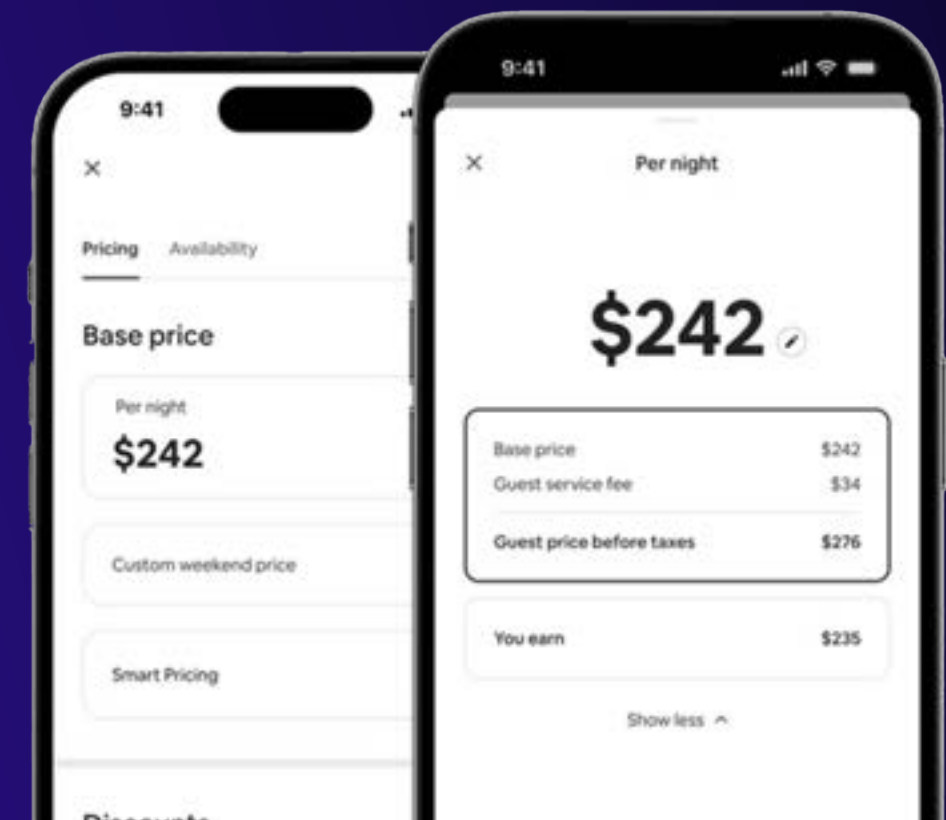 9:41
Pricing Availability
Base price
Per night
$242
Custom weekend price
Smart Pricing
Discounts
9:41
Per night
$242
Base price $242
Guest service fee $34
Guest price before taxes $276
You earn $235
Show less